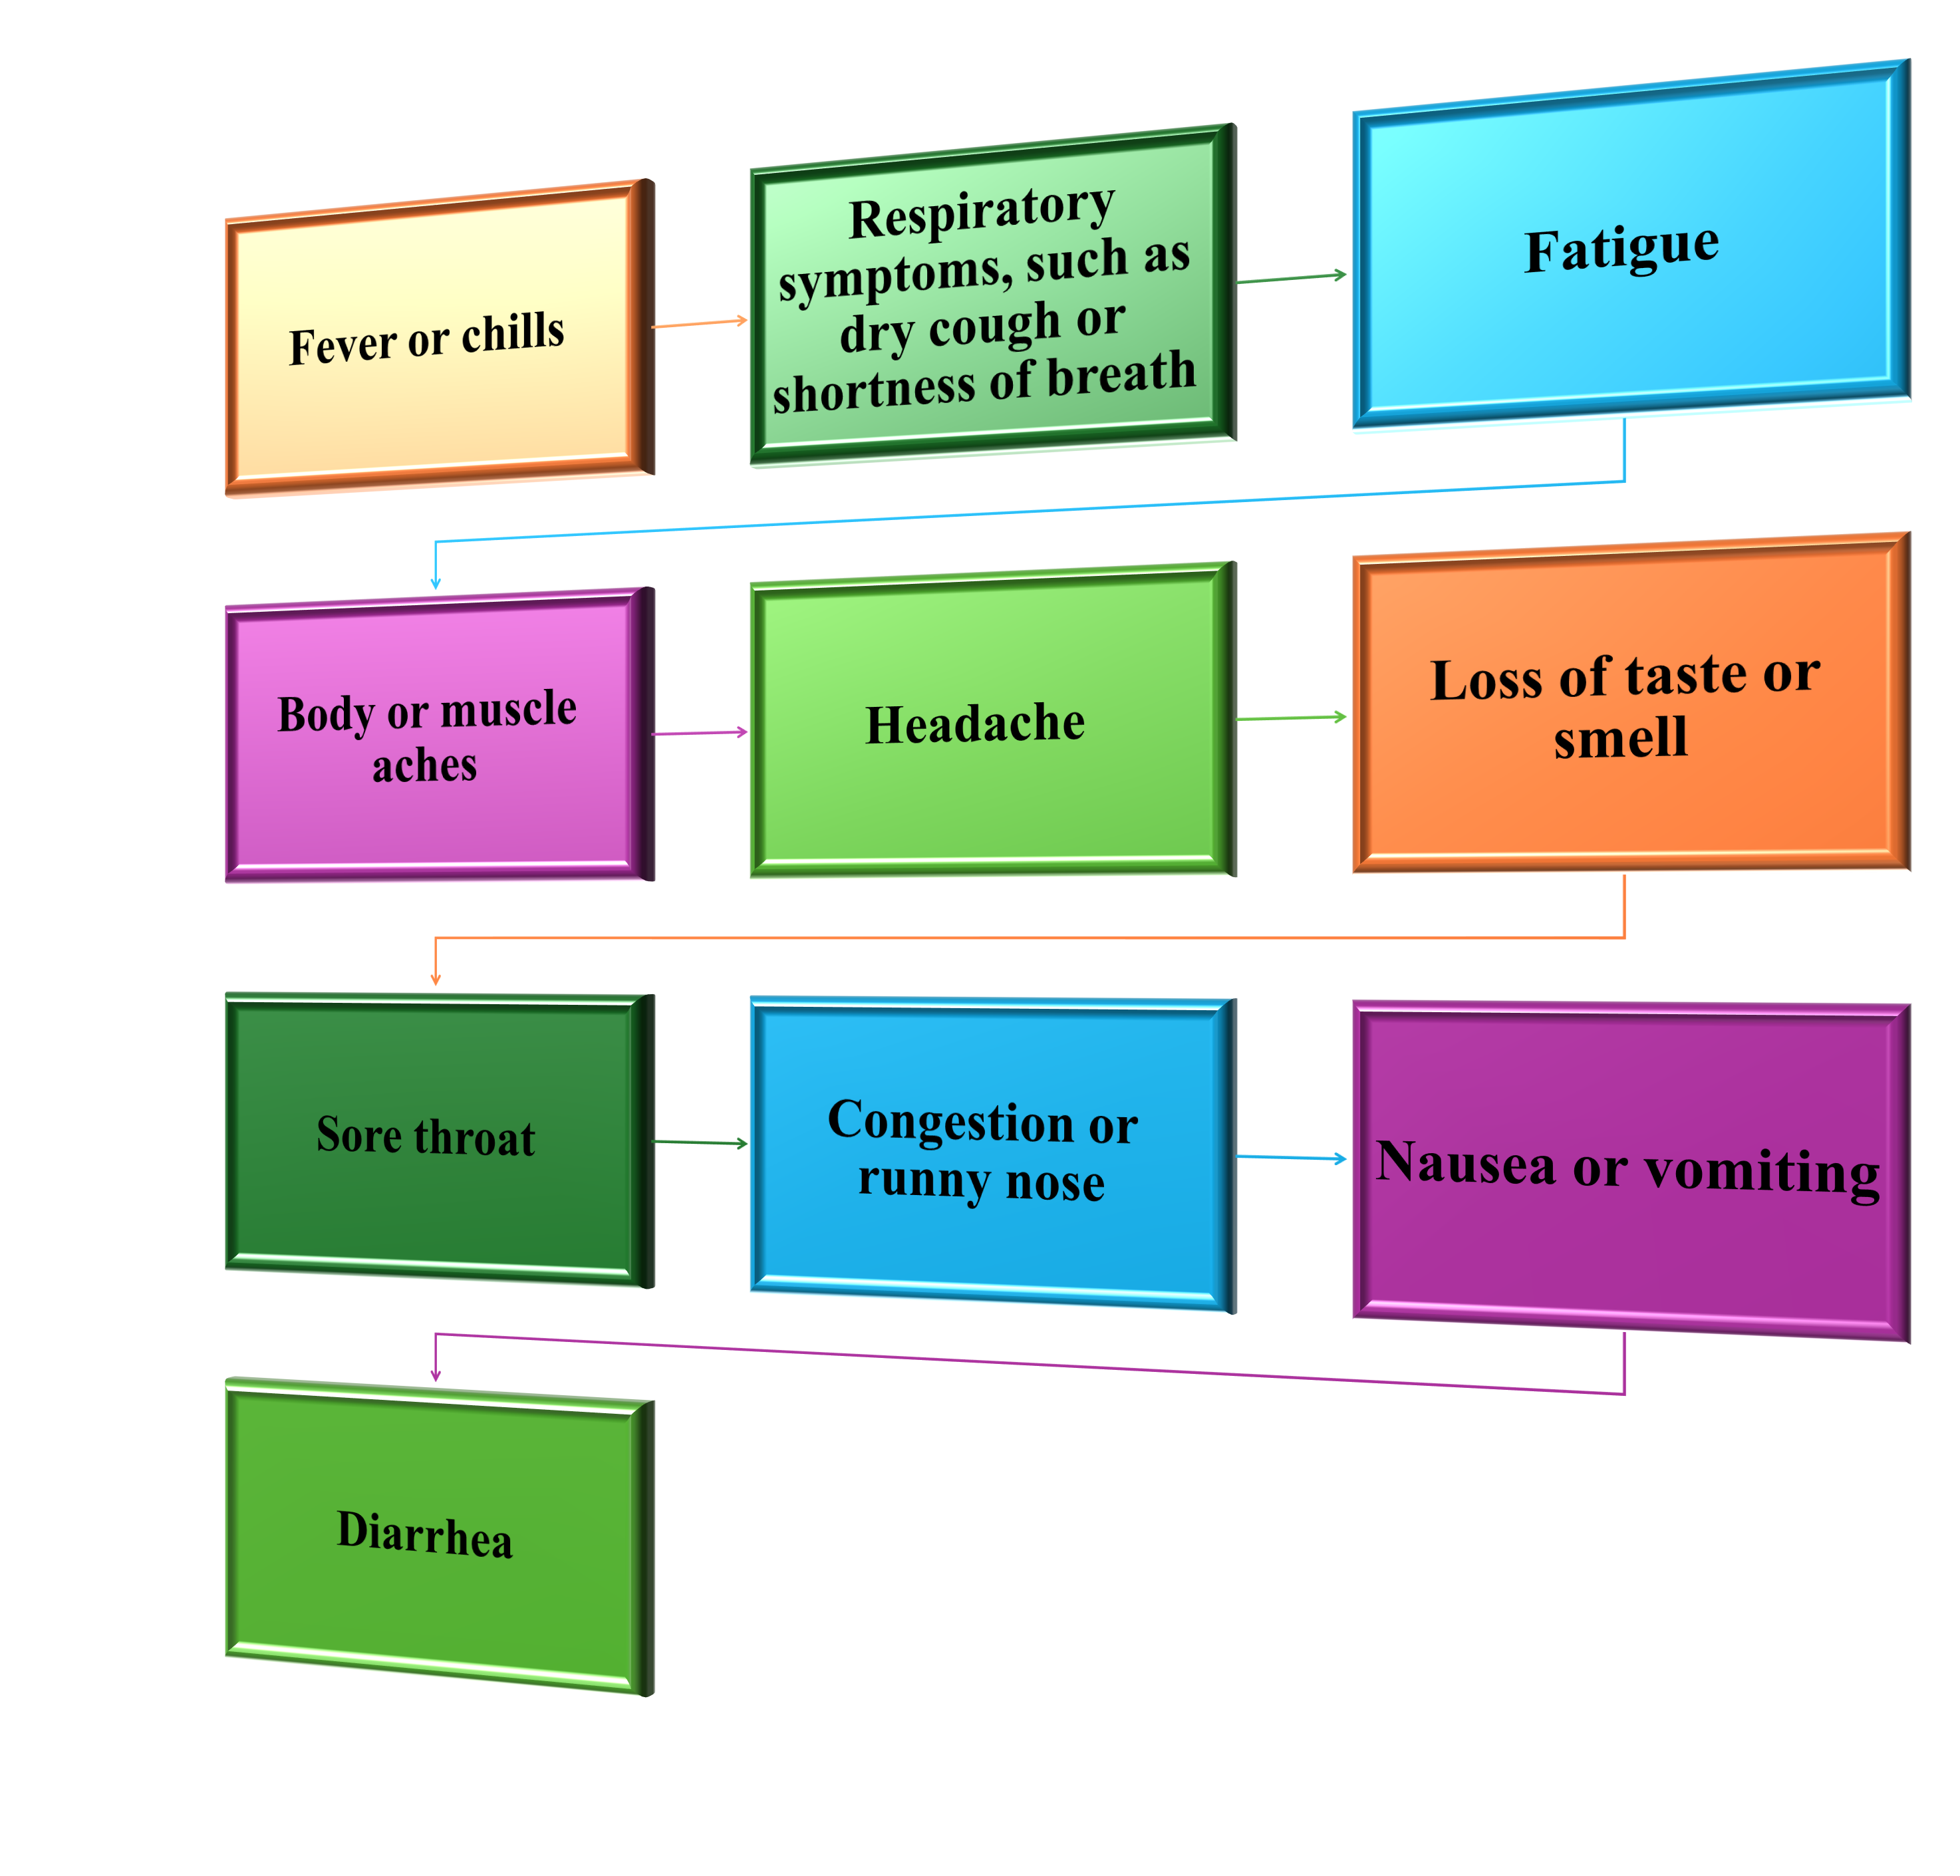 Fever or chills
Respiratory
symptoms, such as
dry cough or
shortness of breath
Fatigue
Body or muscle
aches
Headache
Loss of taste or
smell
Sore throat
Congestion or
runny nose
Nausea or vomiting
Diarrhea